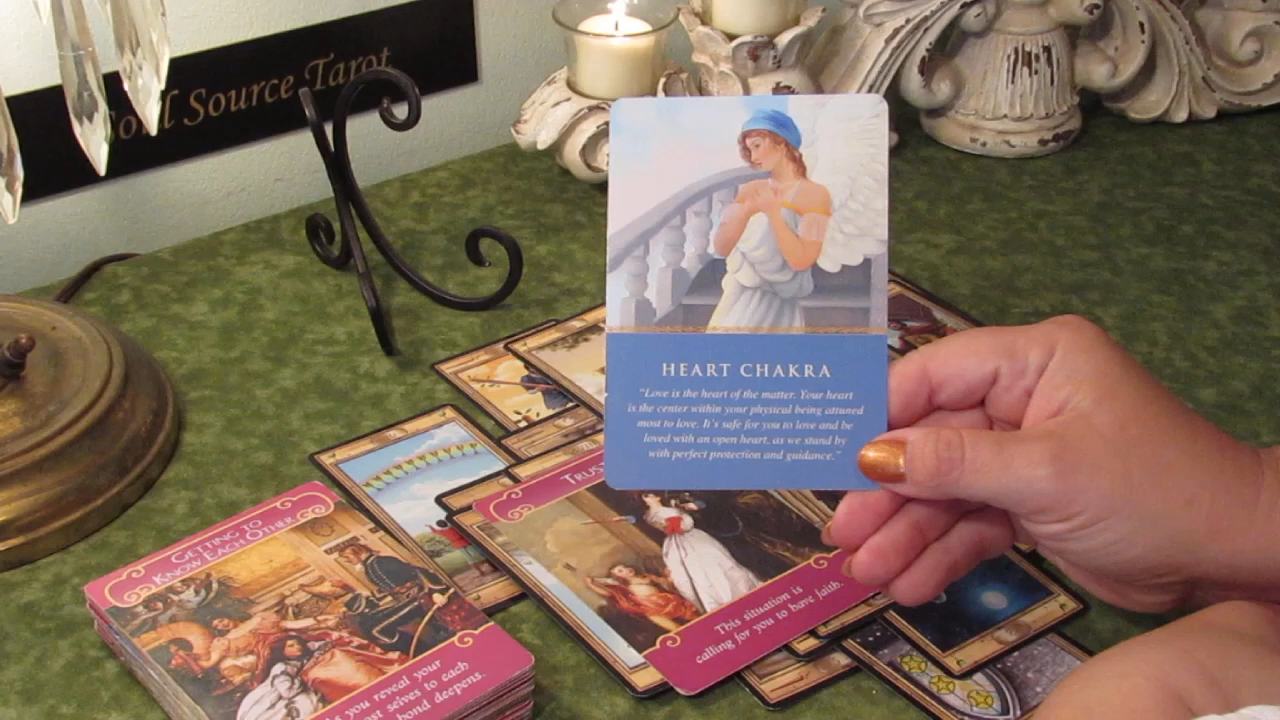 Soul Source Tarot
HEART CHAKRA
"Love is the heart of the matter. Your heart
is the center within your physical being attuned
most to love. It's safe for you to love and be
loved with an open heart, as we stand by
with perfect protection and guidance."
TRUST
This situation is
calling for you to have faith.
GETTING TO
KNOW EACH OTHER
you reveal your
selves to each
bond deepens.